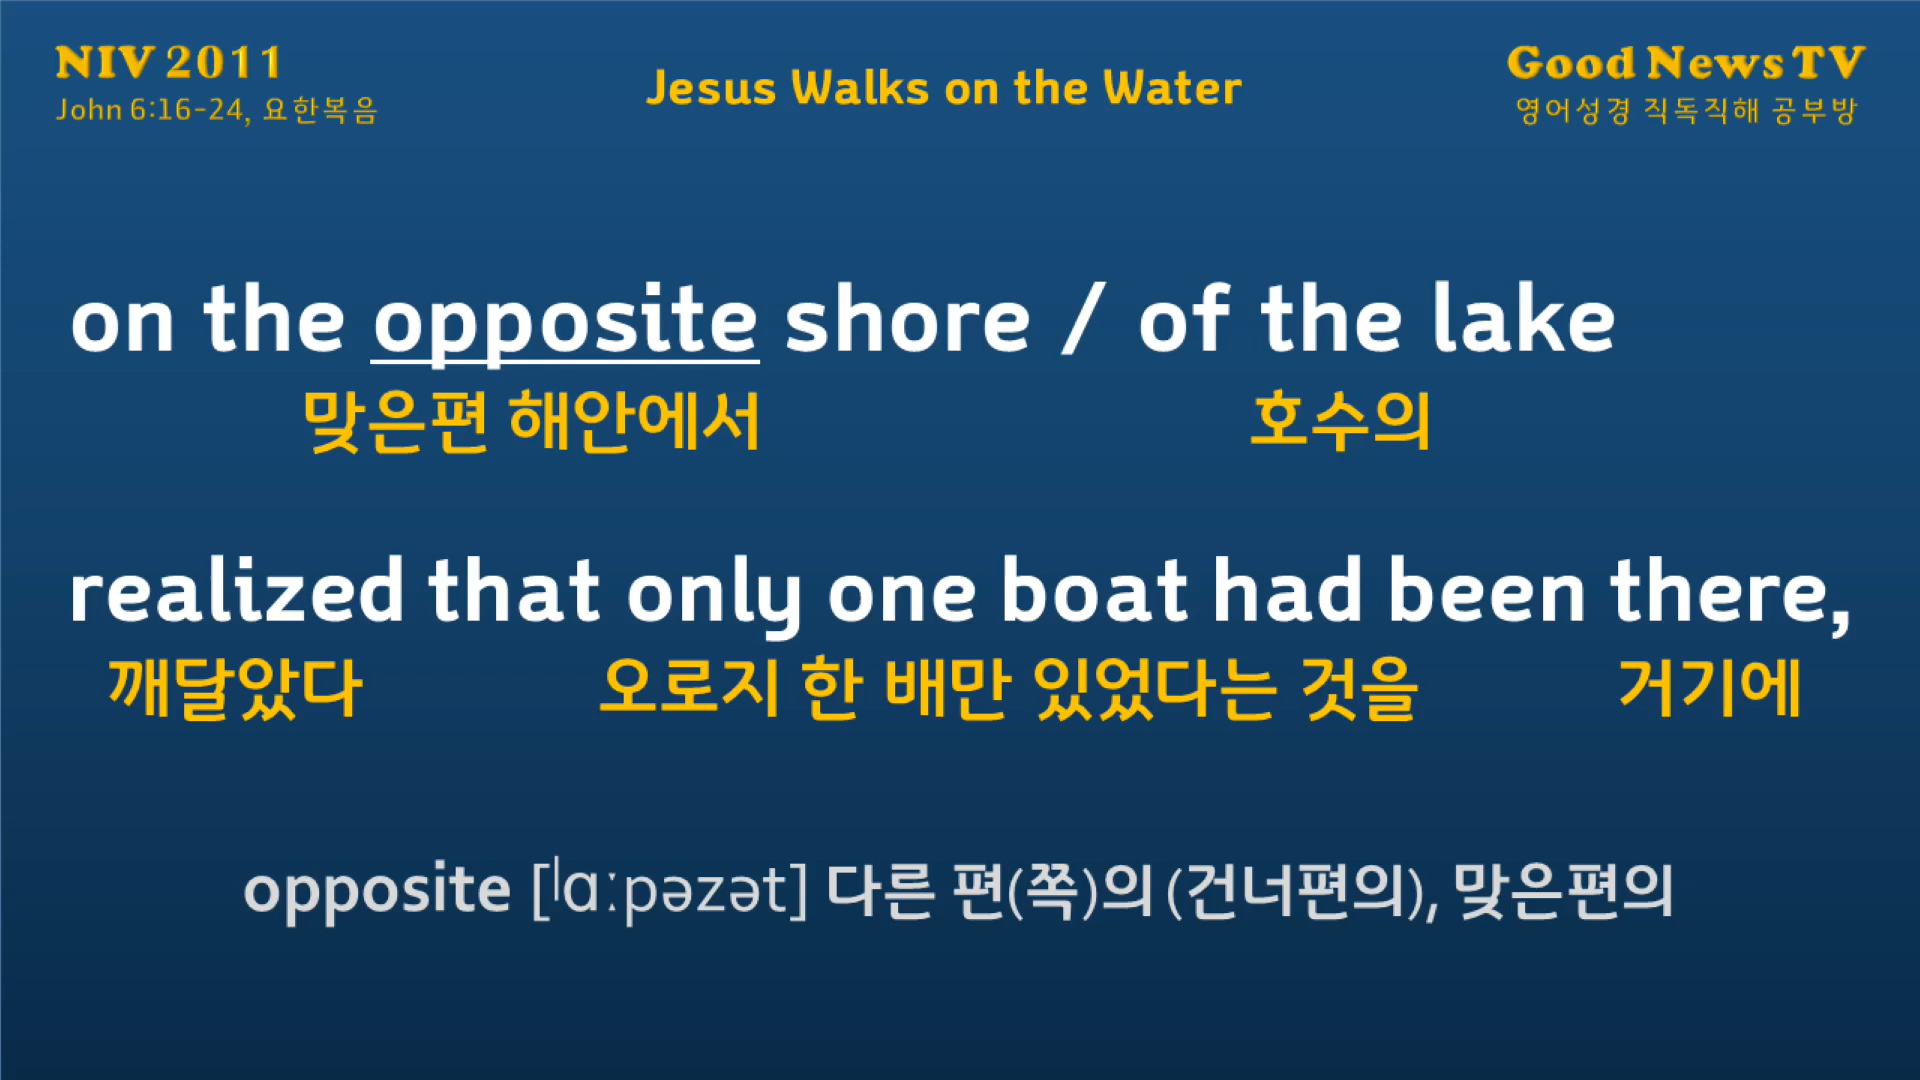 NIV 2011
John 6:16-24, 요한복음
Jesus Walks on the Water
Good News TV
영어성경 직독직해 공부방
on the opposite shore / of the lake
맞은편 해안에서 호수의
realized that only one boat had been there,
깨달았다 오로지 한 배만 있었다는 것을 거기에
opposite [|ɑːpəzət] 다른 편(쪽)의 (건너편의), 맞은편의